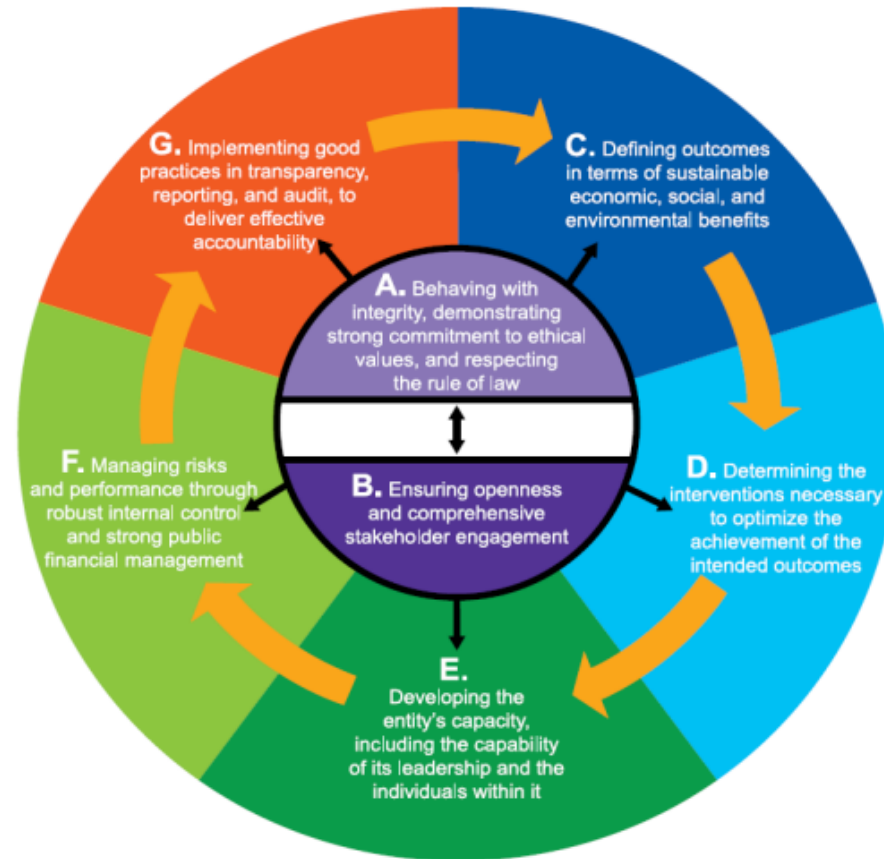 A. Behaving with
integrity, demonstrating
strong commitment to ethical
values, and respecting
the rule of law
B. Ensuring openness
and comprehensive
stakeholder engagement
C. Defining outcomes
in terms of sustainable
economic, social, and
environmental benefits
D. Determining the
interventions necessary
to optimize the
achievement of the
intended outcomes
E.
Developing the
entity's capacity,
including the capability
of its leadership and the
individuals within it
F. Managing risks
and performance through
robust internal control
and strong public
financial management
G. Implementing good
practices in transparency,
reporting, and audit, to
deliver effective
accountability